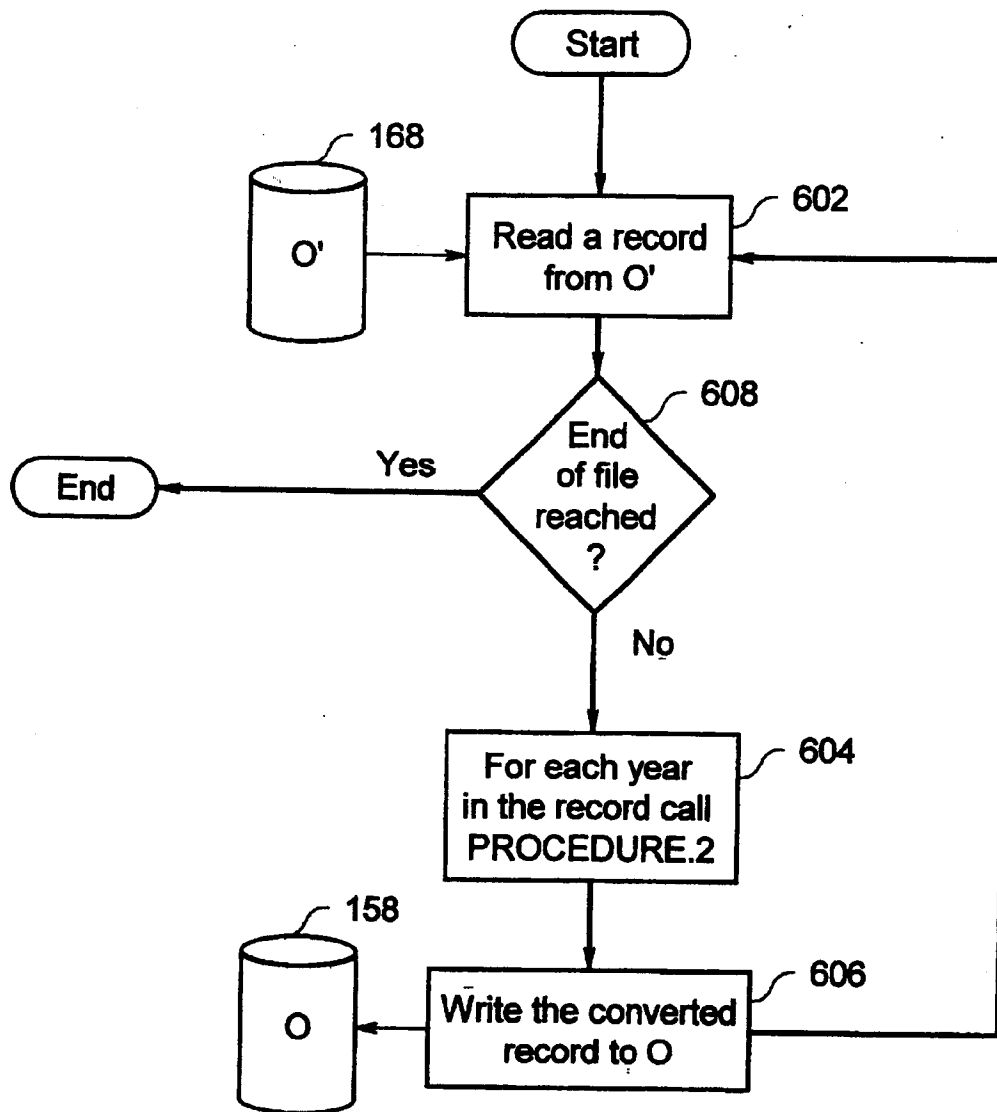 Start
168
602
O'
Read a record
from O'
608
End
of file
reached
?
Yes
End
No
604
For each year
in the record call
PROCEDURE.2
158
606
O
Write the converted
record to O